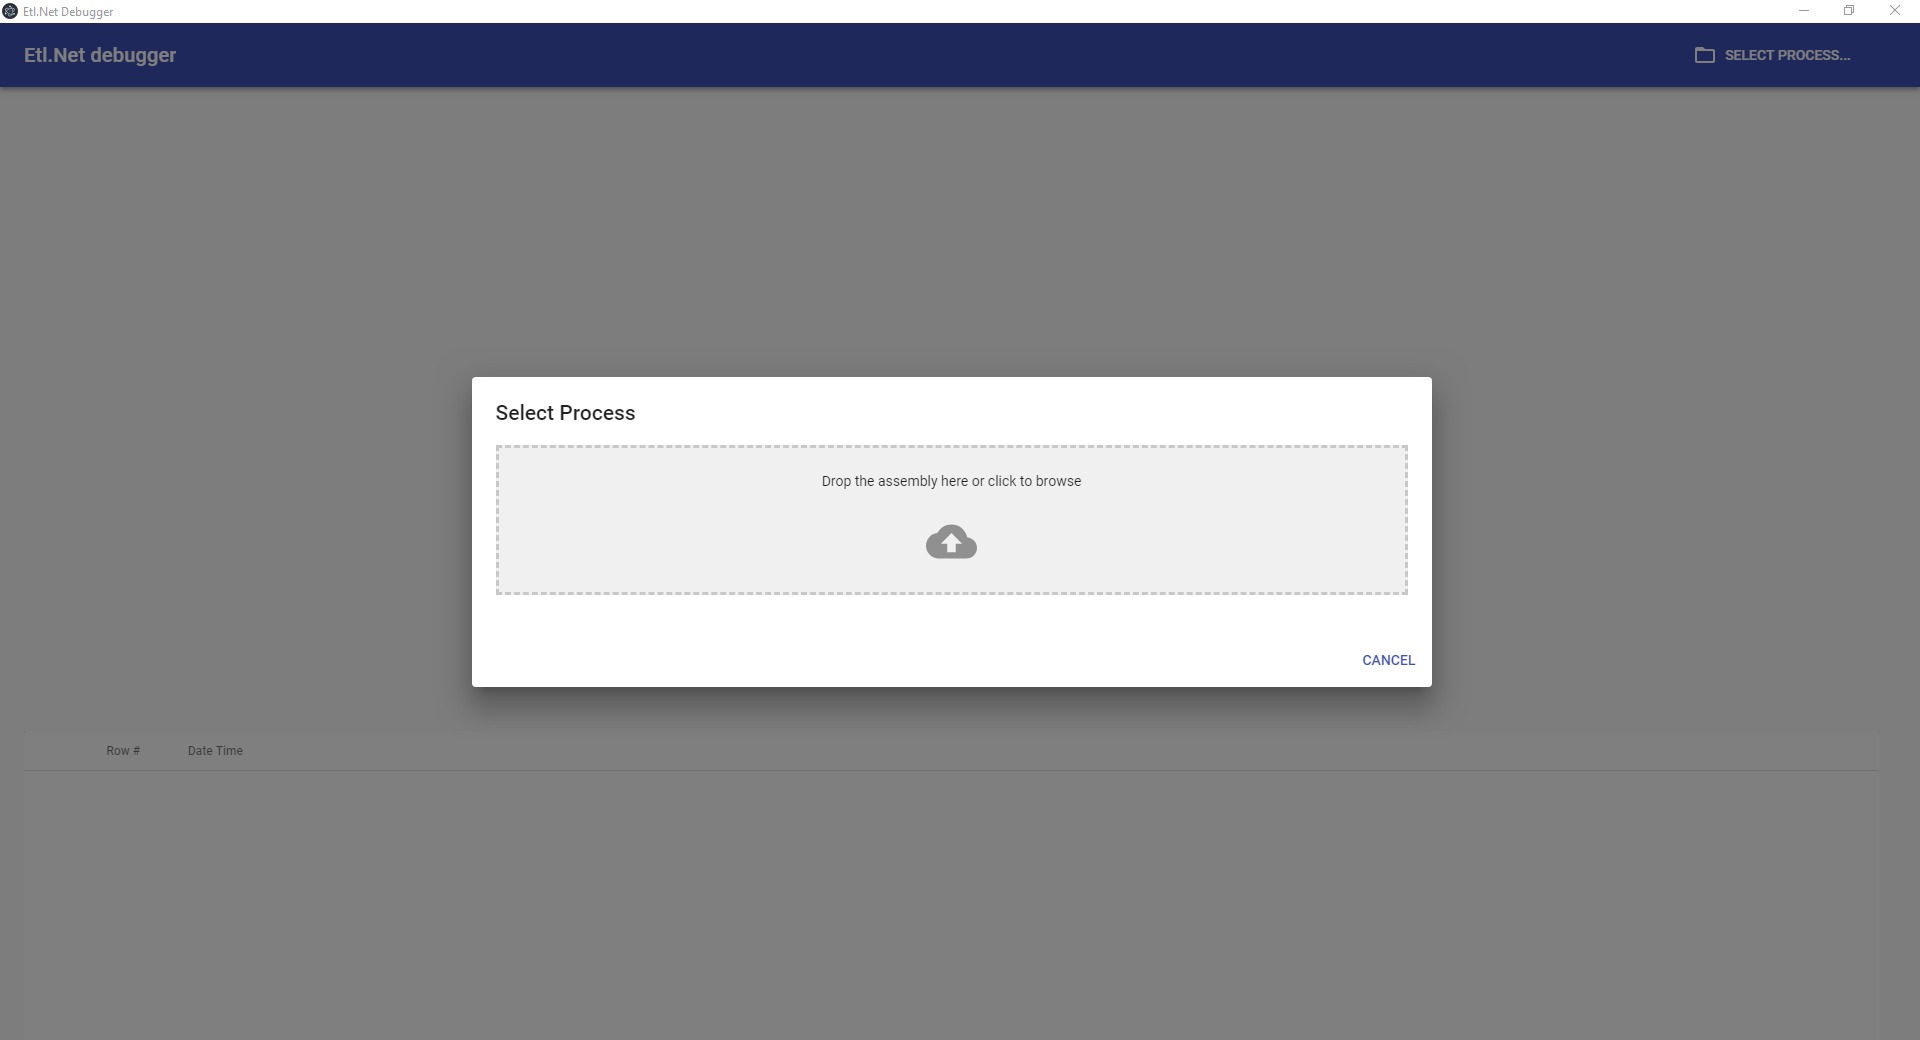 Etl.Net Debugger
Etl.Net debugger
SELECT PROCESS...
Select Process
Drop the assembly here or click to browse
CANCEL
Row #
Date Time